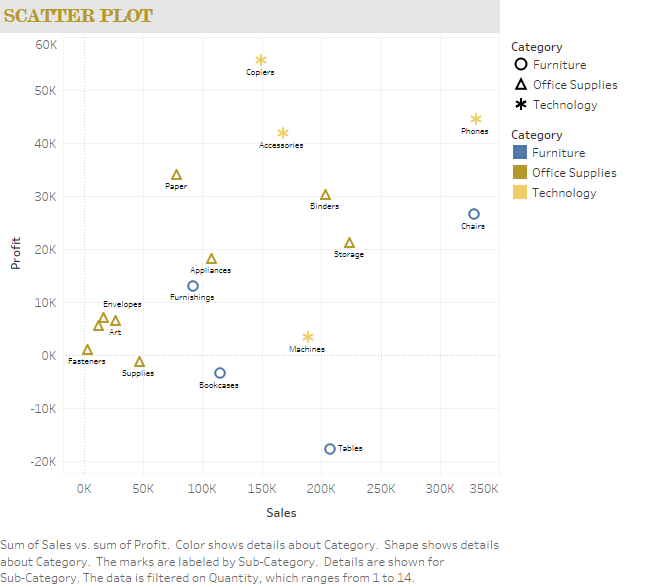 SCATTER PLOT
Category
Furniture
Office Supplies
Technology
Category
Furniture
Office Supplies
Technology
Profit
60K
50K
40K
30K
20K
10K
0K
-10K
-20K
Copiers
Phones
Accessories
Paper
Binders
Chairs
Storage
Appliances
Furnishings
Envelopes
Art
Machines
Fasteners
Supplies
Bookcases
Tables
0K 50K 100K 150K 200K 250K 300K 350K
Sales
Sum of Sales vs. sum of Profit. Color shows details about Category. Shape shows details
about Category. The marks are labeled by Sub-Category. Details are shown for
Sub-Category. The data is filtered on Quantity, which ranges from 1 to 14.